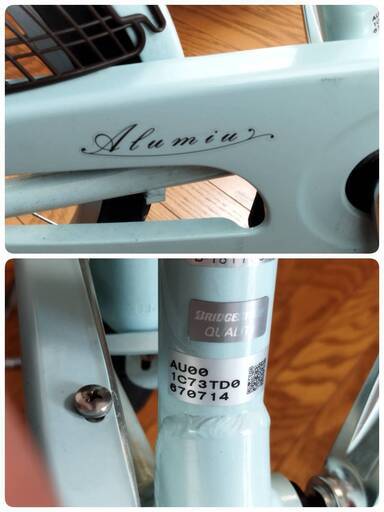 Alumiu
BRIDGESTONE
QUALITY
AU00
1C73TD0
670714